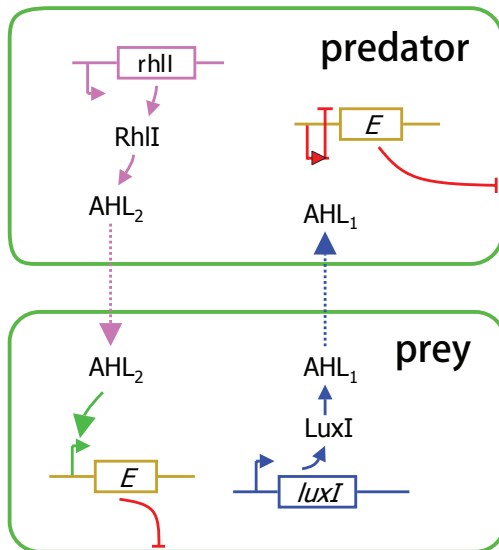 predator
rhlI
E
RhlI
AHL₂
AHL₁
prey
AHL₂
AHL₁
LuxI
E
luxI